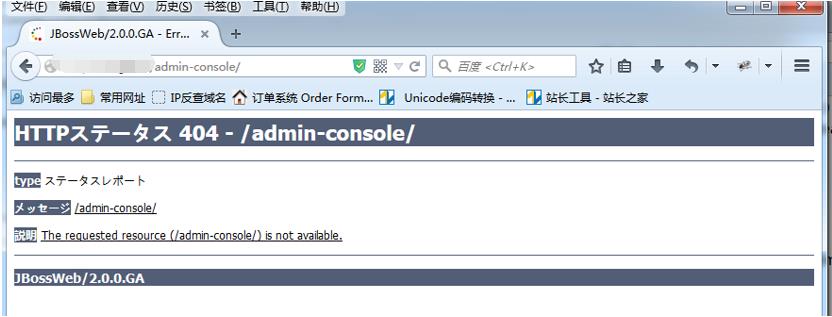 文件(F) 编辑(E) 查看(V) 历史(S) 书签(B) 工具(T) 帮助(H)
JBossWeb/2.0.0.GA - Err... × +
/admin-console/ 百度 <Ctrl+K>
访问最多 常用网址 IP反查域名 订单系统 Order Form... Unicode编码转换 - ... 站长工具 - 站长之家
HTTPステータス 404 - /admin-console/
type ステータスレポート
メッセージ /admin-console/
説明 The requested resource (/admin-console/) is not available.
JBossWeb/2.0.0.GA